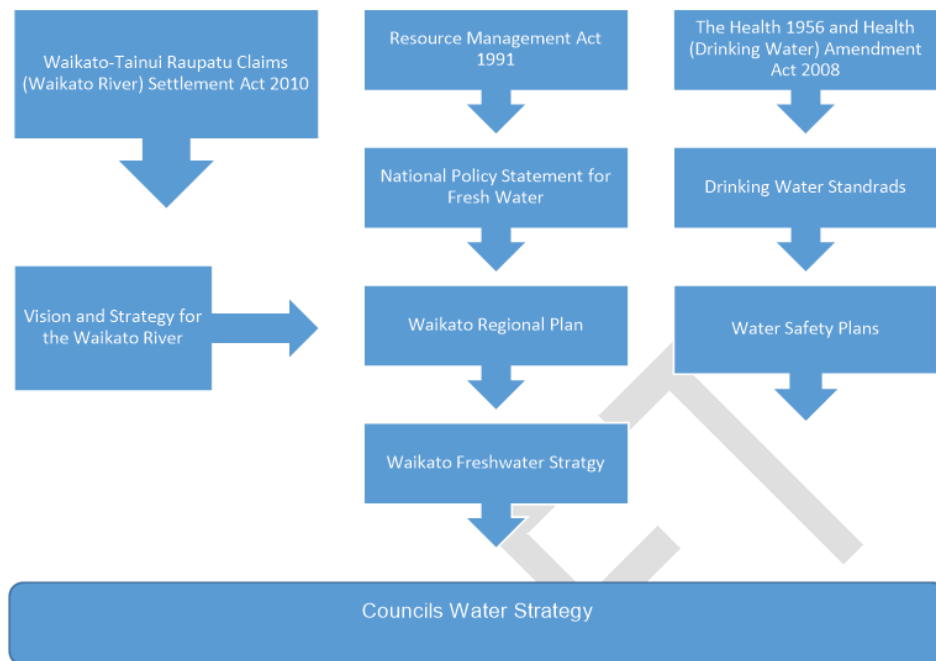 Waikato-Tainui Raupatu Claims
(Waikato River) Settlement Act 2010
Resource Management Act
1991
The Health 1956 and Health
(Drinking Water) Amendment
Act 2008
National Policy Statement for
Fresh Water
Drinking Water Standrads
Vision and Strategy for
the Waikato River
Waikato Regional Plan
Water Safety Plans
Waikato Freshwater Stratgy
Councils Water Strategy